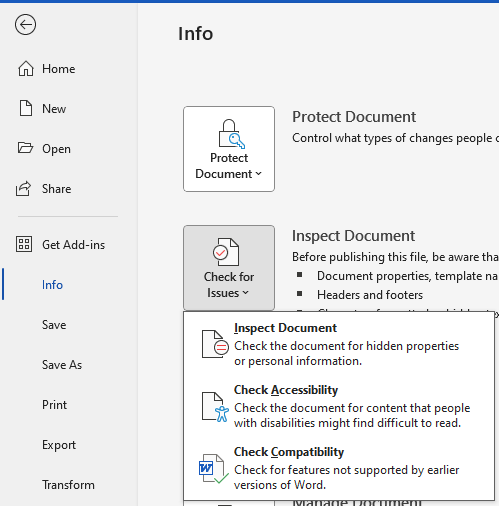 Info
Home
New
Open
Share
Get Add-ins
Info
Save
Save As
Print
Export
Transform
Protect
Document
Protect Document
Control what types of changes people
Check for
Issues
Inspect Document
Before publishing this file, be aware tha
Document properties, template na
Headers and footers
Inspect Document
Check the document for hidden properties
or personal information.
Check Accessibility
Check the document for content that people
with disabilities might find difficult to read.
Check Compatibility
Check for features not supported by earlier
versions of Word.
Manage Document